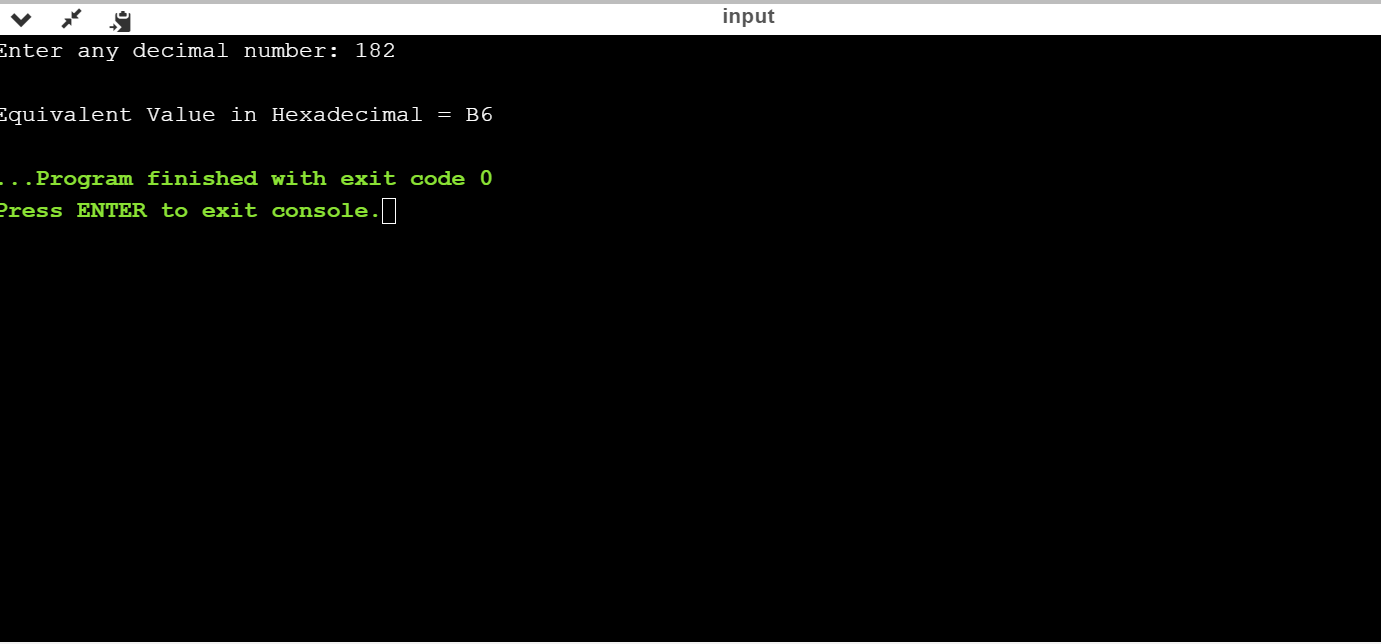 input
Enter any decimal number: 182
Equivalent Value in Hexadecimal = B6
...Program finished with exit code 0
Press ENTER to exit console.